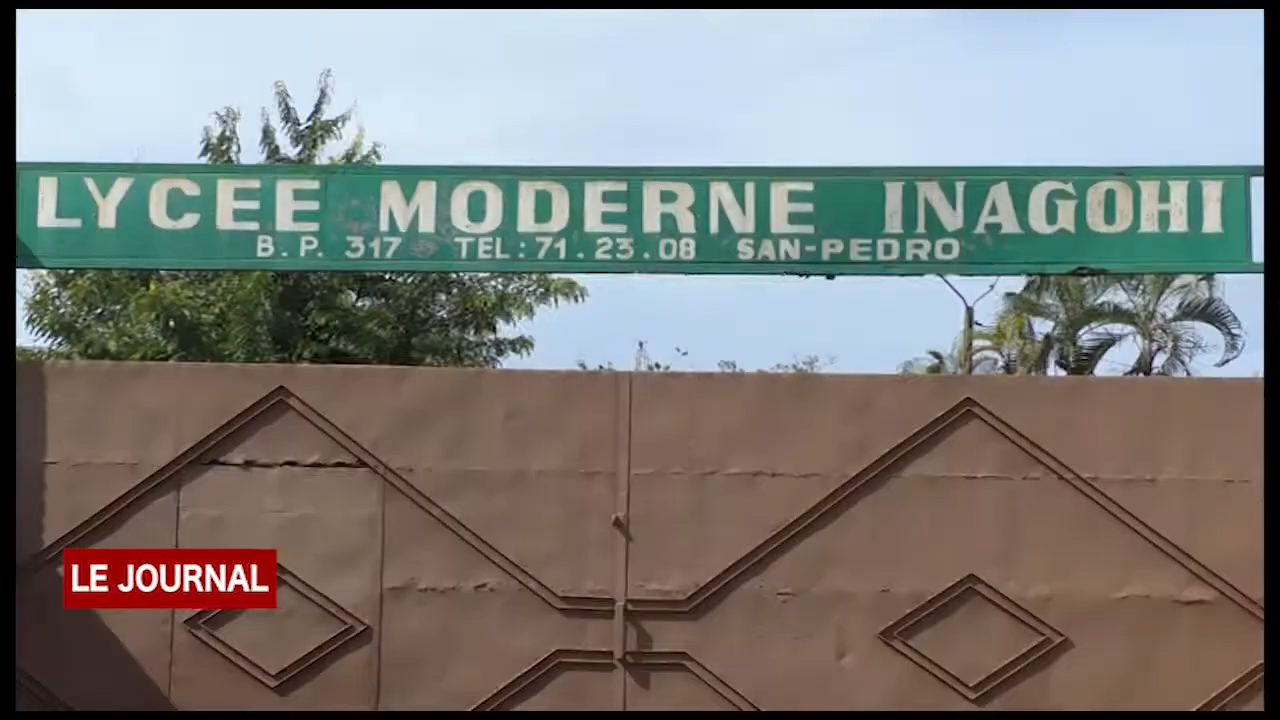 LYCEE MODERNE INAGOHI
B.P. 317 TEL:71.23.08 SAN-PEDRO
LE JOURNAL